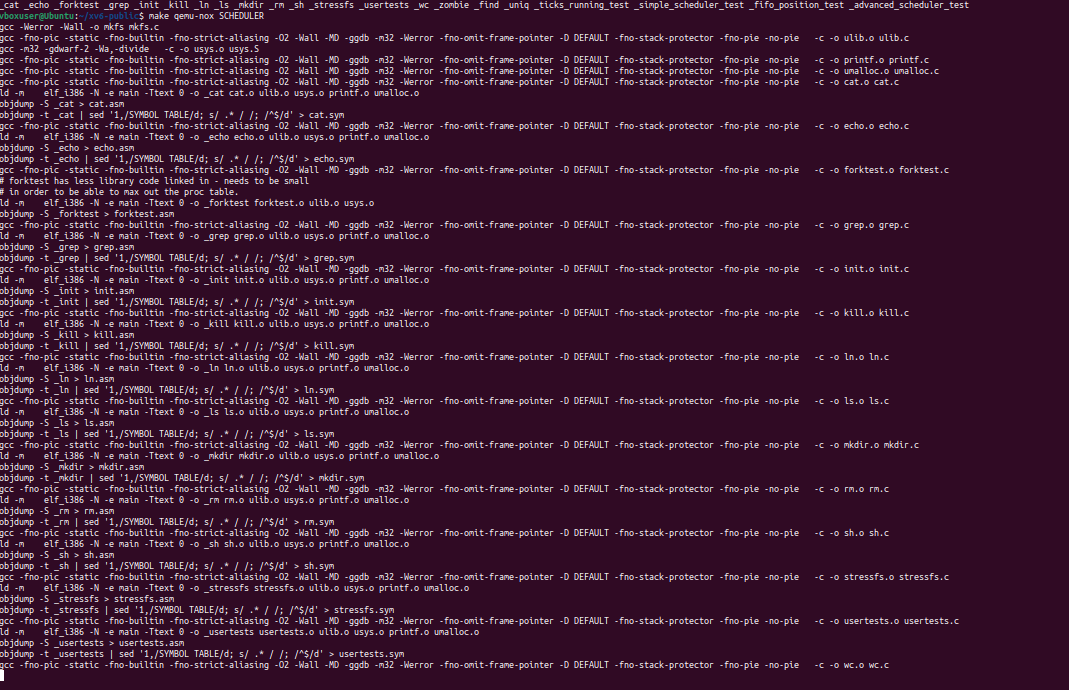 _cat _echo _forktest _grep _init _kill _ln _ls _mkdir _rm _sh _stressfs _usertests _wc _zombie _find _uniq _ticks_running_test _simple_scheduler_test _fifo_position_test _advanced_scheduler_test
vboxuser@Ubuntu:~/xv6-public$ make qemu-nox SCHEDULER
gcc -Werror -Wall -o mkfs mkfs.c
gcc -fno-pic -static -fno-builtin -fno-strict-aliasing -O2 -Wall -MD -ggdb -m32 -Werror -fno-omit-frame-pointer -D DEFAULT -fno-stack-protector -fno-pie -no-pie   -c -o ulib.o ulib.c
gcc -m32 -gdwarf-2 -Wa,-divide   -c -o usys.o usys.S
gcc -fno-pic -static -fno-builtin -fno-strict-aliasing -O2 -Wall -MD -ggdb -m32 -Werror -fno-omit-frame-pointer -D DEFAULT -fno-stack-protector -fno-pie -no-pie   -c -o printf.o printf.c
gcc -fno-pic -static -fno-builtin -fno-strict-aliasing -O2 -Wall -MD -ggdb -m32 -Werror -fno-omit-frame-pointer -D DEFAULT -fno-stack-protector -fno-pie -no-pie   -c -o umalloc.o umalloc.c
gcc -fno-pic -static -fno-builtin -fno-strict-aliasing -O2 -Wall -MD -ggdb -m32 -Werror -fno-omit-frame-pointer -D DEFAULT -fno-stack-protector -fno-pie -no-pie   -c -o cat.o cat.c
ld -m    elf_i386 -N -e main -Ttext 0 -o _cat cat.o ulib.o usys.o printf.o umalloc.o
objdump -S _cat > cat.asm
objdump -t _cat | sed '1,/SYMBOL TABLE/d; s/ .* / /; /^$/d' > cat.sym
gcc -fno-pic -static -fno-builtin -fno-strict-aliasing -O2 -Wall -MD -ggdb -m32 -Werror -fno-omit-frame-pointer -D DEFAULT -fno-stack-protector -fno-pie -no-pie   -c -o echo.o echo.c
ld -m    elf_i386 -N -e main -Ttext 0 -o _echo echo.o ulib.o usys.o printf.o umalloc.o
objdump -S _echo > echo.asm
objdump -t _echo | sed '1,/SYMBOL TABLE/d; s/ .* / /; /^$/d' > echo.sym
gcc -fno-pic -static -fno-builtin -fno-strict-aliasing -O2 -Wall -MD -ggdb -m32 -Werror -fno-omit-frame-pointer -D DEFAULT -fno-stack-protector -fno-pie -no-pie   -c -o forktest.o forktest.c
# forktest has less library code linked in - needs to be small
# in order to be able to max out the proc table.
ld -m    elf_i386 -N -e main -Ttext 0 -o _forktest forktest.o ulib.o usys.o
objdump -S _forktest > forktest.asm
gcc -fno-pic -static -fno-builtin -fno-strict-aliasing -O2 -Wall -MD -ggdb -m32 -Werror -fno-omit-frame-pointer -D DEFAULT -fno-stack-protector -fno-pie -no-pie   -c -o grep.o grep.c
ld -m    elf_i386 -N -e main -Ttext 0 -o _grep grep.o ulib.o usys.o printf.o umalloc.o
objdump -S _grep > grep.asm
objdump -t _grep | sed '1,/SYMBOL TABLE/d; s/ .* / /; /^$/d' > grep.sym
gcc -fno-pic -static -fno-builtin -fno-strict-aliasing -O2 -Wall -MD -ggdb -m32 -Werror -fno-omit-frame-pointer -D DEFAULT -fno-stack-protector -fno-pie -no-pie   -c -o init.o init.c
ld -m    elf_i386 -N -e main -Ttext 0 -o _init init.o ulib.o usys.o printf.o umalloc.o
objdump -S _init > init.asm
objdump -t _init | sed '1,/SYMBOL TABLE/d; s/ .* / /; /^$/d' > init.sym
gcc -fno-pic -static -fno-builtin -fno-strict-aliasing -O2 -Wall -MD -ggdb -m32 -Werror -fno-omit-frame-pointer -D DEFAULT -fno-stack-protector -fno-pie -no-pie   -c -o kill.o kill.c
ld -m    elf_i386 -N -e main -Ttext 0 -o _kill kill.o ulib.o usys.o printf.o umalloc.o
objdump -S _kill > kill.asm
objdump -t _kill | sed '1,/SYMBOL TABLE/d; s/ .* / /; /^$/d' > kill.sym
gcc -fno-pic -static -fno-builtin -fno-strict-aliasing -O2 -Wall -MD -ggdb -m32 -Werror -fno-omit-frame-pointer -D DEFAULT -fno-stack-protector -fno-pie -no-pie   -c -o ln.o ln.c
ld -m    elf_i386 -N -e main -Ttext 0 -o _ln ln.o ulib.o usys.o printf.o umalloc.o
objdump -S _ln > ln.asm
objdump -t _ln | sed '1,/SYMBOL TABLE/d; s/ .* / /; /^$/d' > ln.sym
gcc -fno-pic -static -fno-builtin -fno-strict-aliasing -O2 -Wall -MD -ggdb -m32 -Werror -fno-omit-frame-pointer -D DEFAULT -fno-stack-protector -fno-pie -no-pie   -c -o ls.o ls.c
ld -m    elf_i386 -N -e main -Ttext 0 -o _ls ls.o ulib.o usys.o printf.o umalloc.o
objdump -S _ls > ls.asm
objdump -t _ls | sed '1,/SYMBOL TABLE/d; s/ .* / /; /^$/d' > ls.sym
gcc -fno-pic -static -fno-builtin -fno-strict-aliasing -O2 -Wall -MD -ggdb -m32 -Werror -fno-omit-frame-pointer -D DEFAULT -fno-stack-protector -fno-pie -no-pie   -c -o mkdir.o mkdir.c
ld -m    elf_i386 -N -e main -Ttext 0 -o _mkdir mkdir.o ulib.o usys.o printf.o umalloc.o
objdump -S _mkdir > mkdir.asm
objdump -t _mkdir | sed '1,/SYMBOL TABLE/d; s/ .* / /; /^$/d' > mkdir.sym
gcc -fno-pic -static -fno-builtin -fno-strict-aliasing -O2 -Wall -MD -ggdb -m32 -Werror -fno-omit-frame-pointer -D DEFAULT -fno-stack-protector -fno-pie -no-pie   -c -o rm.o rm.c
ld -m    elf_i386 -N -e main -Ttext 0 -o _rm rm.o ulib.o usys.o printf.o umalloc.o
objdump -S _rm > rm.asm
objdump -t _rm | sed '1,/SYMBOL TABLE/d; s/ .* / /; /^$/d' > rm.sym
gcc -fno-pic -static -fno-builtin -fno-strict-aliasing -O2 -Wall -MD -ggdb -m32 -Werror -fno-omit-frame-pointer -D DEFAULT -fno-stack-protector -fno-pie -no-pie   -c -o sh.o sh.c
ld -m    elf_i386 -N -e main -Ttext 0 -o _sh sh.o ulib.o usys.o printf.o umalloc.o
objdump -S _sh > sh.asm
objdump -t _sh | sed '1,/SYMBOL TABLE/d; s/ .* / /; /^$/d' > sh.sym
gcc -fno-pic -static -fno-builtin -fno-strict-aliasing -O2 -Wall -MD -ggdb -m32 -Werror -fno-omit-frame-pointer -D DEFAULT -fno-stack-protector -fno-pie -no-pie   -c -o stressfs.o stressfs.c
ld -m    elf_i386 -N -e main -Ttext 0 -o _stressfs stressfs.o ulib.o usys.o printf.o umalloc.o
objdump -S _stressfs > stressfs.asm
objdump -t _stressfs | sed '1,/SYMBOL TABLE/d; s/ .* / /; /^$/d' > stressfs.sym
gcc -fno-pic -static -fno-builtin -fno-strict-aliasing -O2 -Wall -MD -ggdb -m32 -Werror -fno-omit-frame-pointer -D DEFAULT -fno-stack-protector -fno-pie -no-pie   -c -o usertests.o usertests.c
ld -m    elf_i386 -N -e main -Ttext 0 -o _usertests usertests.o ulib.o usys.o printf.o umalloc.o
objdump -S _usertests > usertests.asm
objdump -t _usertests | sed '1,/SYMBOL TABLE/d; s/ .* / /; /^$/d' > usertests.sym
gcc -fno-pic -static -fno-builtin -fno-strict-aliasing -O2 -Wall -MD -ggdb -m32 -Werror -fno-omit-frame-pointer -D DEFAULT -fno-stack-protector -fno-pie -no-pie   -c -o wc.o wc.c